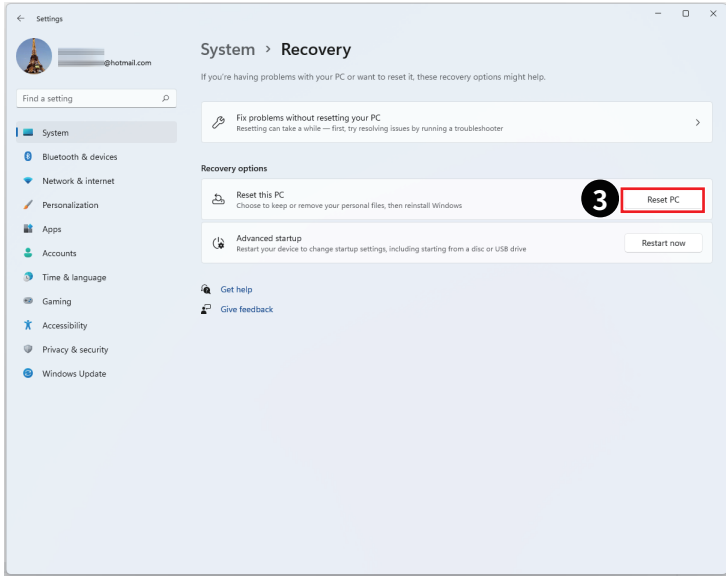 Settings
@hotmail.com
Find a setting
System
Bluetooth & devices
Network & internet
Personalization
Apps
Accounts
Time & language
Gaming
Accessibility
Privacy & security
Windows Update
System > Recovery
If you're having problems with your PC or want to reset it, these recovery options might help.
Fix problems without resetting your PC
Resetting can take a while — first, try resolving issues by running a troubleshooter
Recovery options
Reset this PC
Choose to keep or remove your personal files, then reinstall Windows
3
Reset PC
Advanced startup
Restart your device to change startup settings, including starting from a disc or USB drive
Restart now
Get help
Give feedback